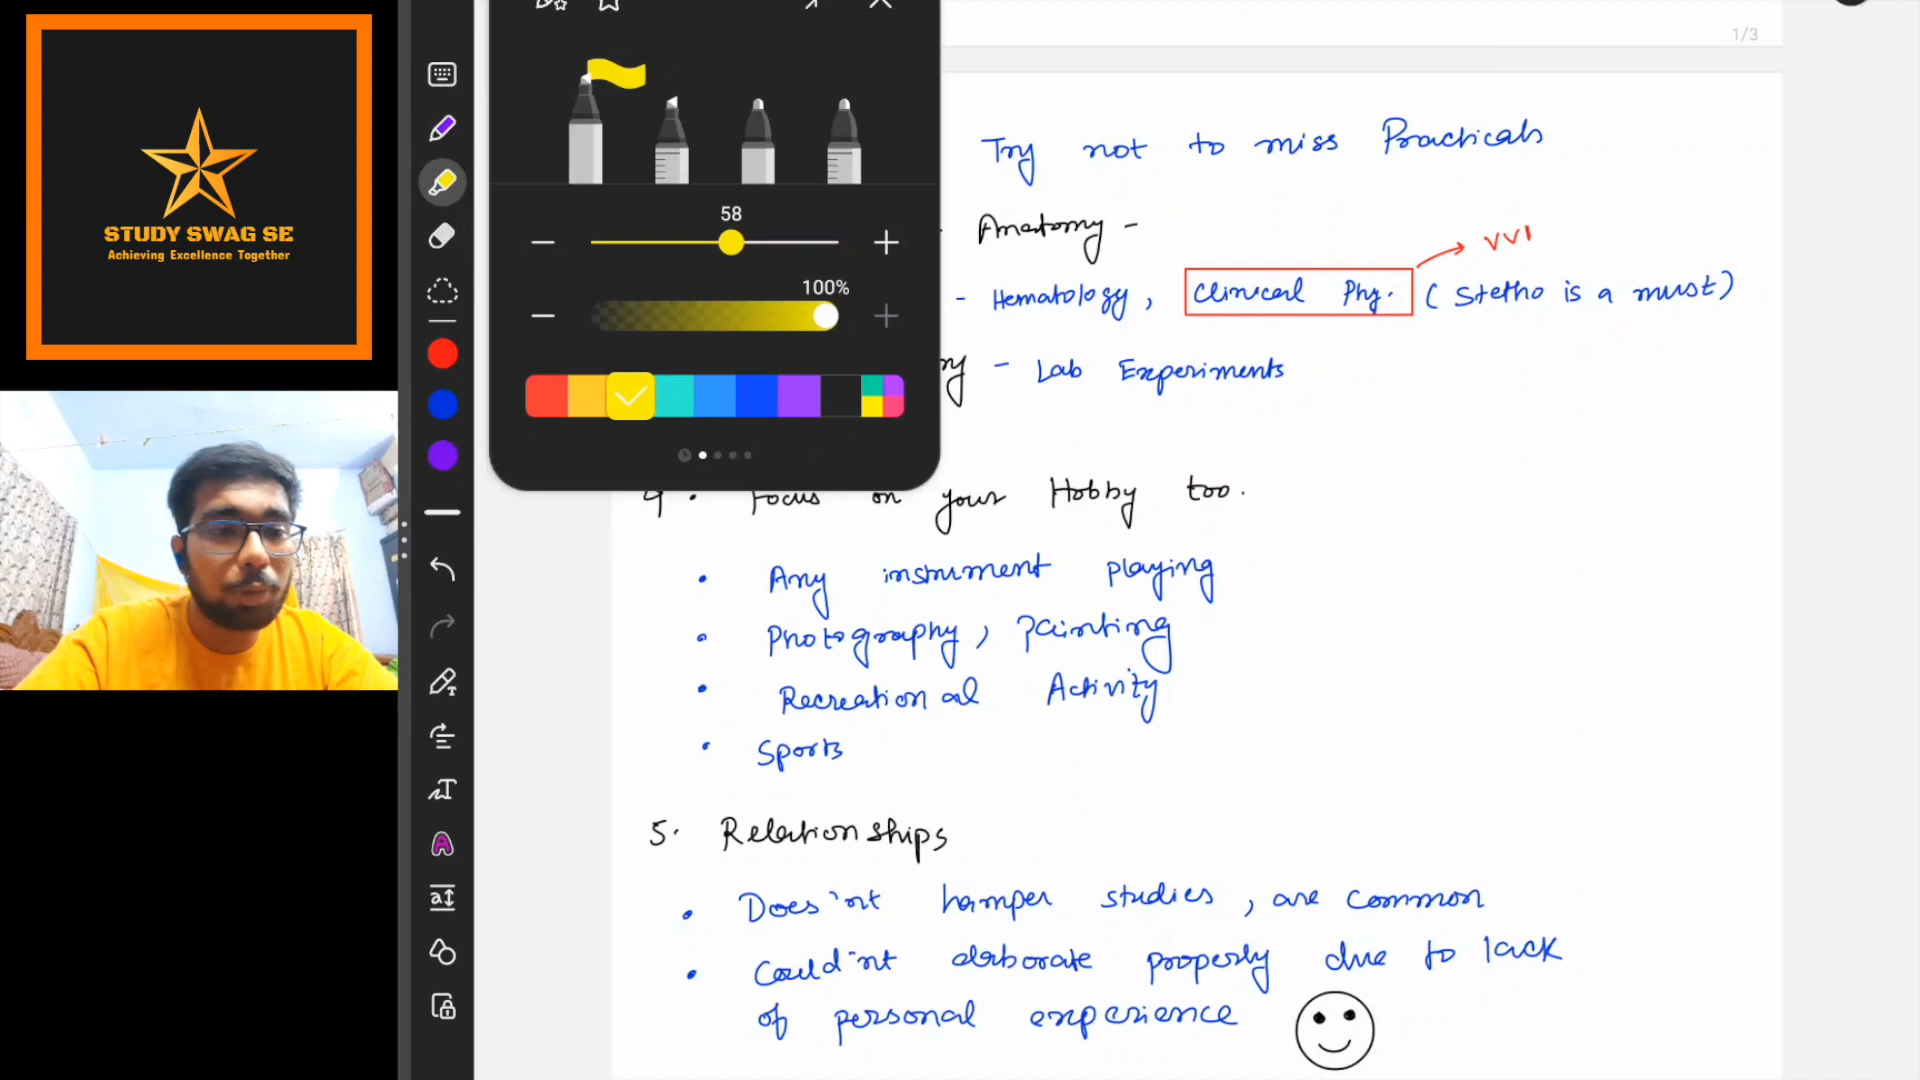 1/3
STUDY SWAG SE
Achieving Excellence Together
58
100%
Try not to miss Practicals
- Anatomy -
VVI
- Hematology, Clinical Phy. (Stetho is a must)
ry - Lab Experiments
4. Focus on your Hobby too.
• Any instrument playing
• Photography, Painting
• Recreational Activity
• Sports
5. Relationships
• Does'nt hamper studies, are common
• Could'nt elaborate properly due to lack
of personal experience